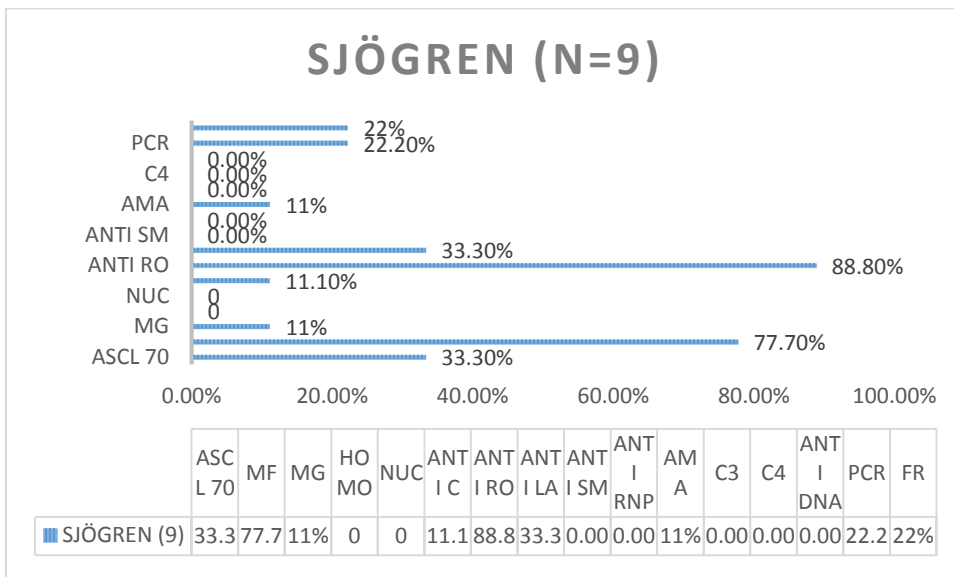 SJÖGREN (N=9)
22%
PCR 22.20%
0.00%
C4 0.00%
0.00%
AMA 11%
0.00%
ANTI SM 0.00%
33.30%
ANTI RO 88.80%
11.10%
NUC 0
0
MG 11%
77.70%
ASCL 70 33.30%
0.00% 20.00% 40.00% 60.00% 80.00% 100.00%
ASC
L 70
MF
MG
HO
MO
NUC
ANT
I C
ANT
I RO
ANT
I LA
ANT
I SM
ANT
I
RNP
AM
A
C3
C4
ANT
I
DNA
PCR
FR
SJÖGREN (9) 33.3 77.7 11% 0 0 11.1 88.8 33.3 0.00 0.00 11% 0.00 0.00 0.00 22.2 22%